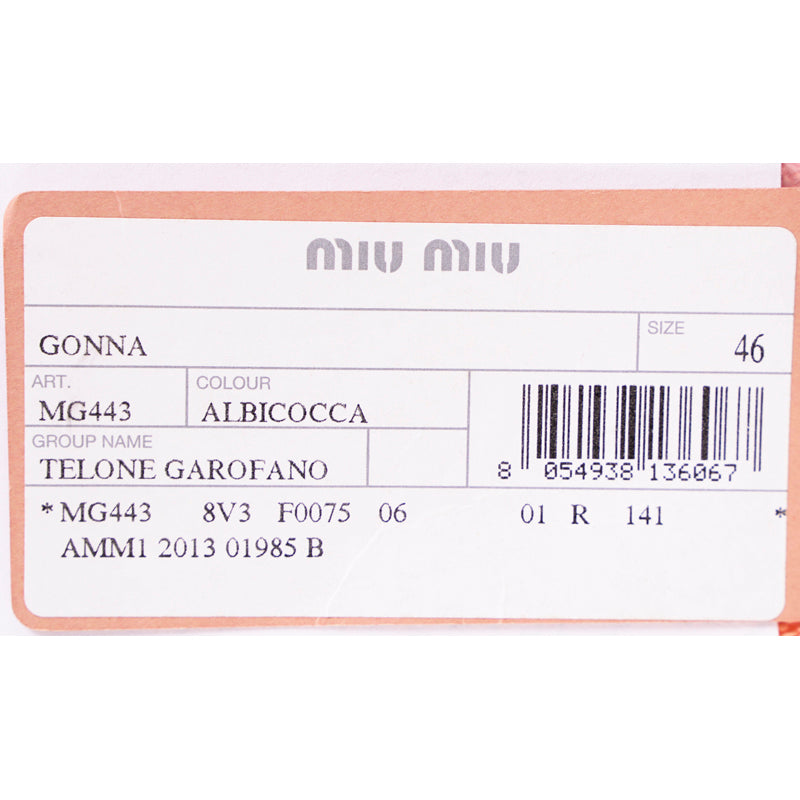 miu miu
GONNA
SIZE 46
ART. MG443
COLOUR ALBICOCCA
GROUP NAME
TELONE GAROFANO
8 054938 136067
* MG443 8V3 F0075 06 01 R 141 *
AMM1 2013 01985 B